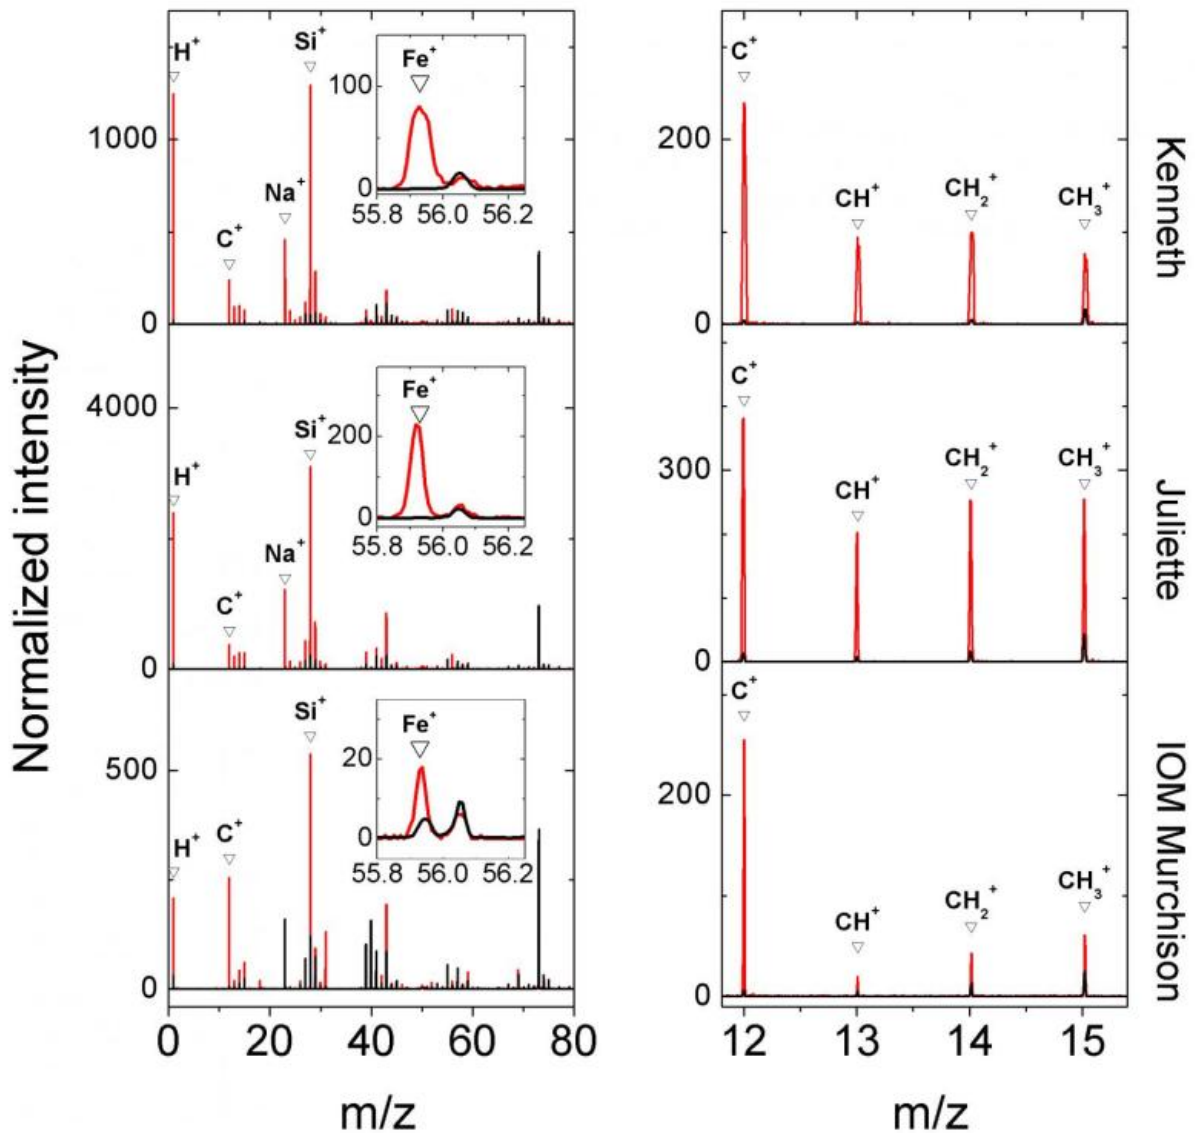 Normalized intensity
H⁺
C⁺
Na⁺
Si⁺
1000
0
Fe⁺
100
0
55.8 56.0 56.2
C⁺
CH⁺
CH₂⁺
CH₃⁺
200
0
Kenneth
H⁺
C⁺
Na⁺
Si⁺
4000
0
Fe⁺
200
0
55.8 56.0 56.2
C⁺
CH⁺
CH₂⁺
CH₃⁺
300
0
Juliette
H⁺
C⁺
Si⁺
500
0
Fe⁺
20
0
55.8 56.0 56.2
C⁺
CH⁺
CH₂⁺
CH₃⁺
200
0
IOM Murchison
0 20 40 60 80
12 13 14 15
m/z
m/z